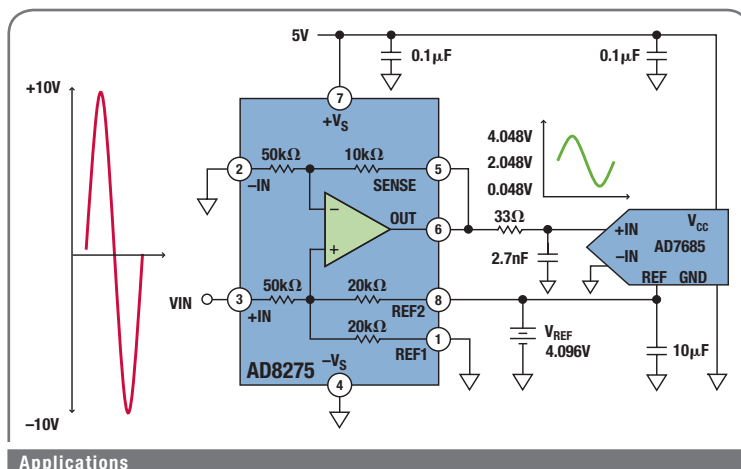 5V
0.1µF
0.1µF
+10V
7
+VS
4.048V
2.048V
0.048V
50kΩ
10kΩ
2
–IN
SENSE
5
–
OUT
6
+
33Ω
2.7nF
+IN
VCC
AD7685
–IN
REF GND
VIN
3
50kΩ
+IN
20kΩ
REF2
8
20kΩ
REF1
1
VREF
4.096V
10µF
AD8275
–VS
4
–10V
Applications